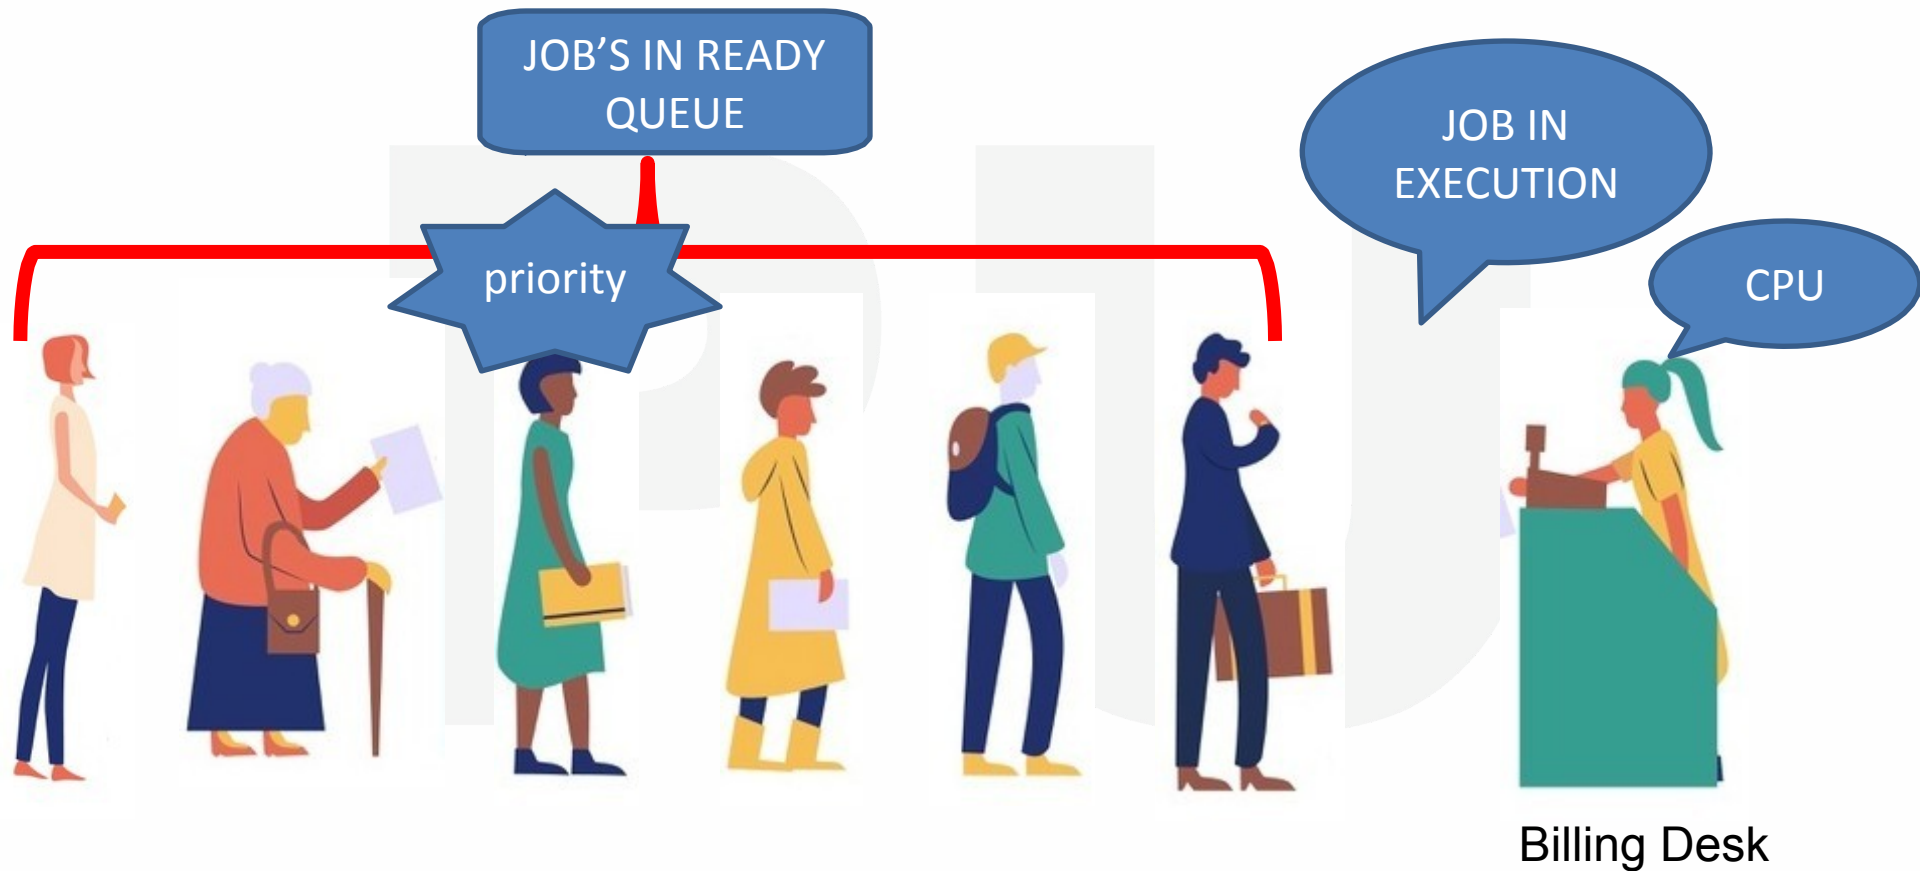 JOB'S IN READY
QUEUE
JOB IN
EXECUTION
priority
CPU
Billing Desk